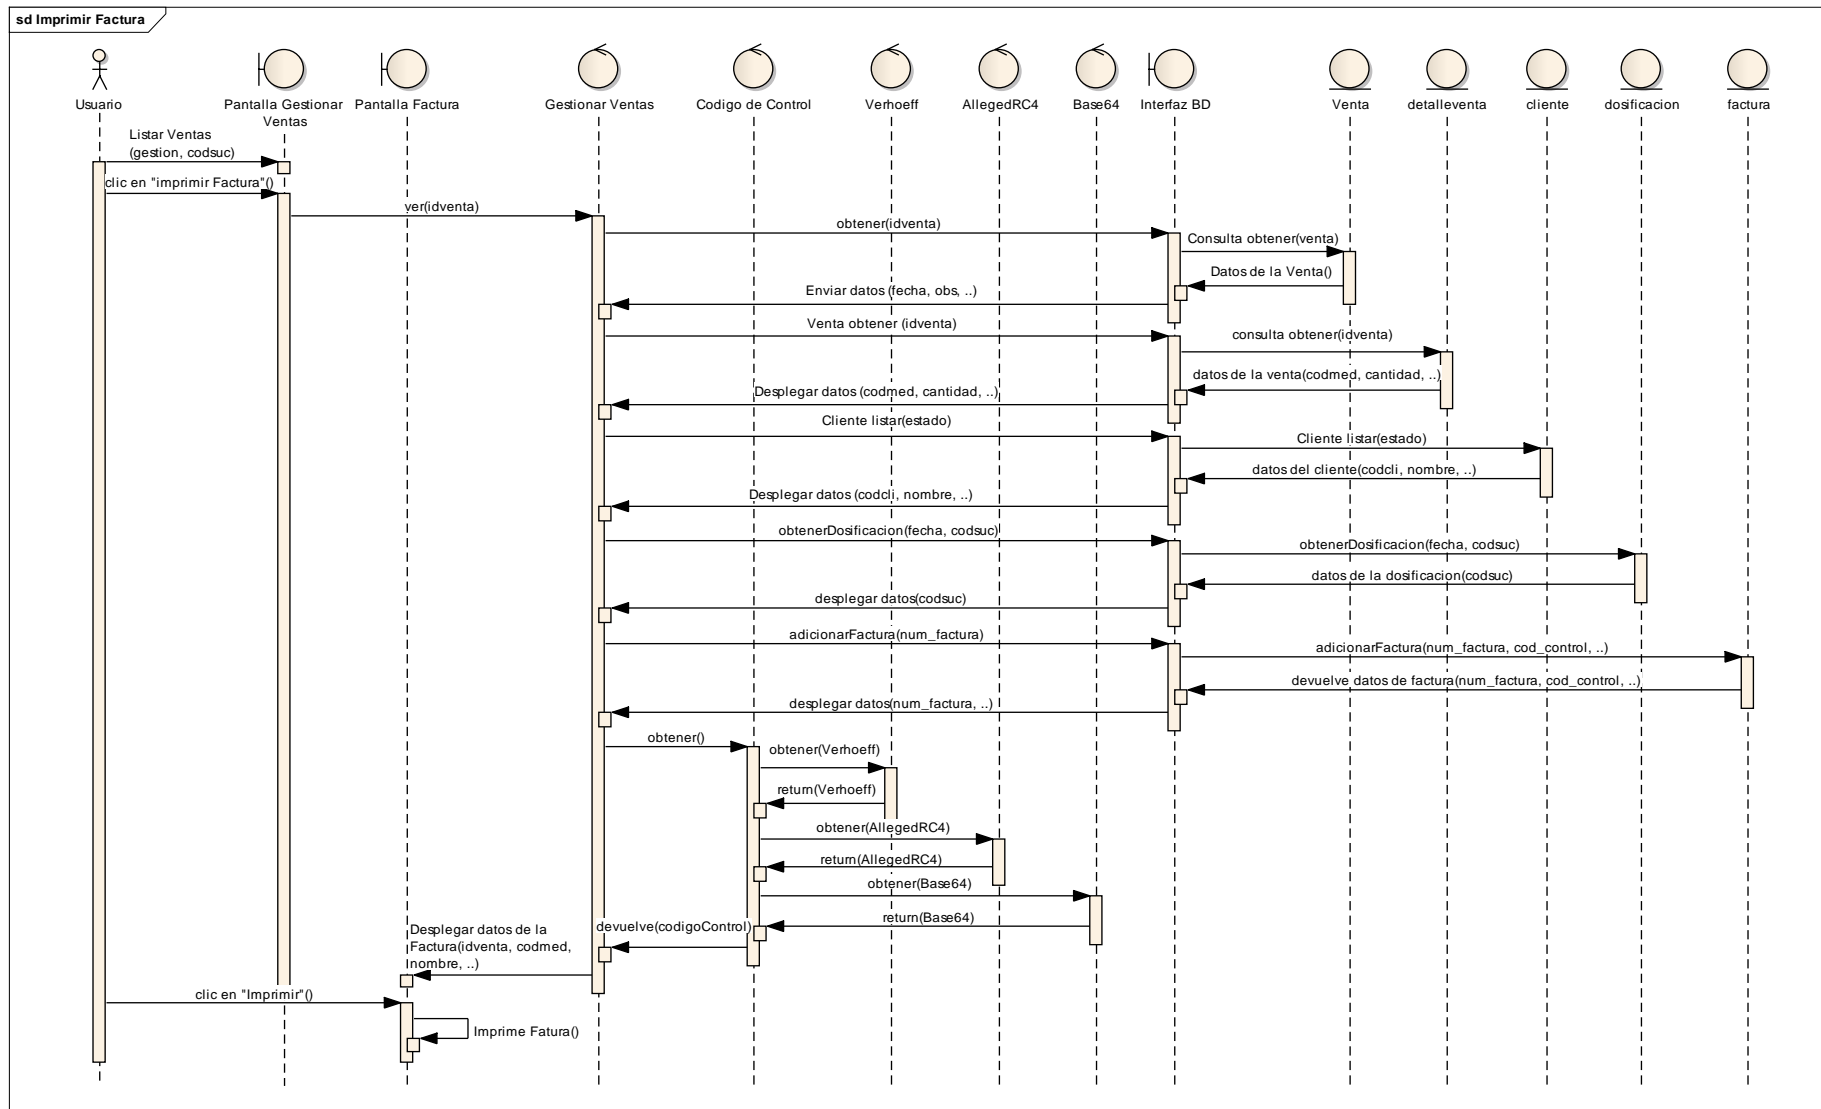 sd Imprimir Factura
Usuario
Pantalla Gestionar
Ventas
Pantalla Factura
Gestionar Ventas
Codigo de Control
Verhoeff
AllegedRC4
Base64
Interfaz BD
Venta
detalleventa
cliente
dosificacion
factura
Listar Ventas
(gestion, codsuc)
clic en "imprimir Factura"()
ver(idventa)
obtener(idventa)
Consulta obtener(venta)
Datos de la Venta()
Enviar datos (fecha, obs, ..)
Venta obtener (idventa)
consulta obtener(idventa)
datos de la venta(codmed, cantidad, ..)
Desplegar datos (codmed, cantidad, ..)
Cliente listar(estado)
Cliente listar(estado)
datos del cliente(codcli, nombre, ..)
Desplegar datos (codcli, nombre, ..)
obtenerDosificacion(fecha, codsuc)
obtenerDosificacion(fecha, codsuc)
datos de la dosificacion(codsuc)
desplegar datos(codsuc)
adicionarFactura(num_factura)
adicionarFactura(num_factura, cod_control, ..)
devuelve datos de factura(num_factura, cod_control, ..)
desplegar datos(num_factura, ..)
obtener()
obtener(Verhoeff)
return(Verhoeff)
obtener(AllegedRC4)
return(AllegedRC4)
obtener(Base64)
return(Base64)
devuelve(codigoControl)
Desplegar datos de la
Factura(idventa, codmed,
nombre, ..)
clic en "Imprimir"()
Imprime Fatura()